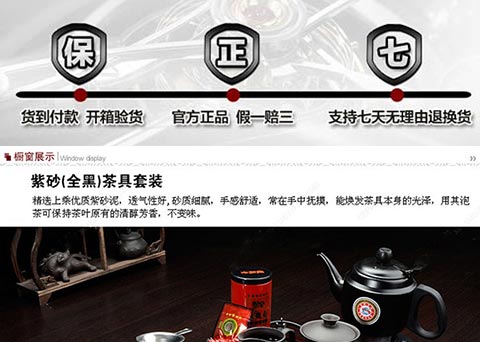 保 正 七
货到付款 开箱验货 官方正品 假一赔三 支持七天无理由退换货
橱窗展示 Window display
紫砂(全黑)茶具套装
精选上乘优质紫砂泥，透气性好,砂质细腻，手感舒适，常在手中抚摸，能焕发茶具本身的光泽，用其泡
茶可保持茶叶原有的清醇芳香，不变味。